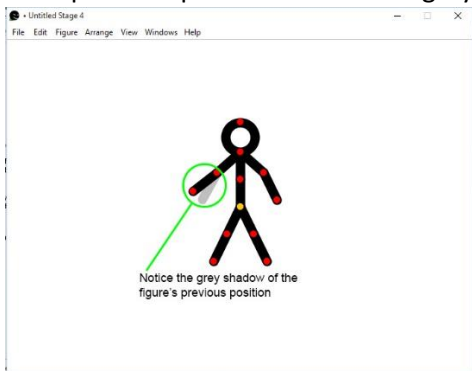 • Untitled Stage 4
File Edit Figure Arrange View Windows Help
Notice the grey shadow of the
figure's previous position